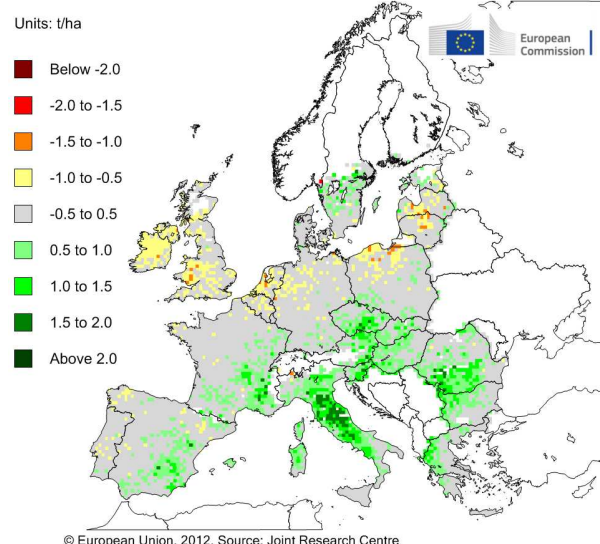 Units: t/ha
European
Commission
Below -2.0
-2.0 to -1.5
-1.5 to -1.0
-1.0 to -0.5
-0.5 to 0.5
0.5 to 1.0
1.0 to 1.5
1.5 to 2.0
Above 2.0
© European Union, 2012. Source: Joint Research Centre